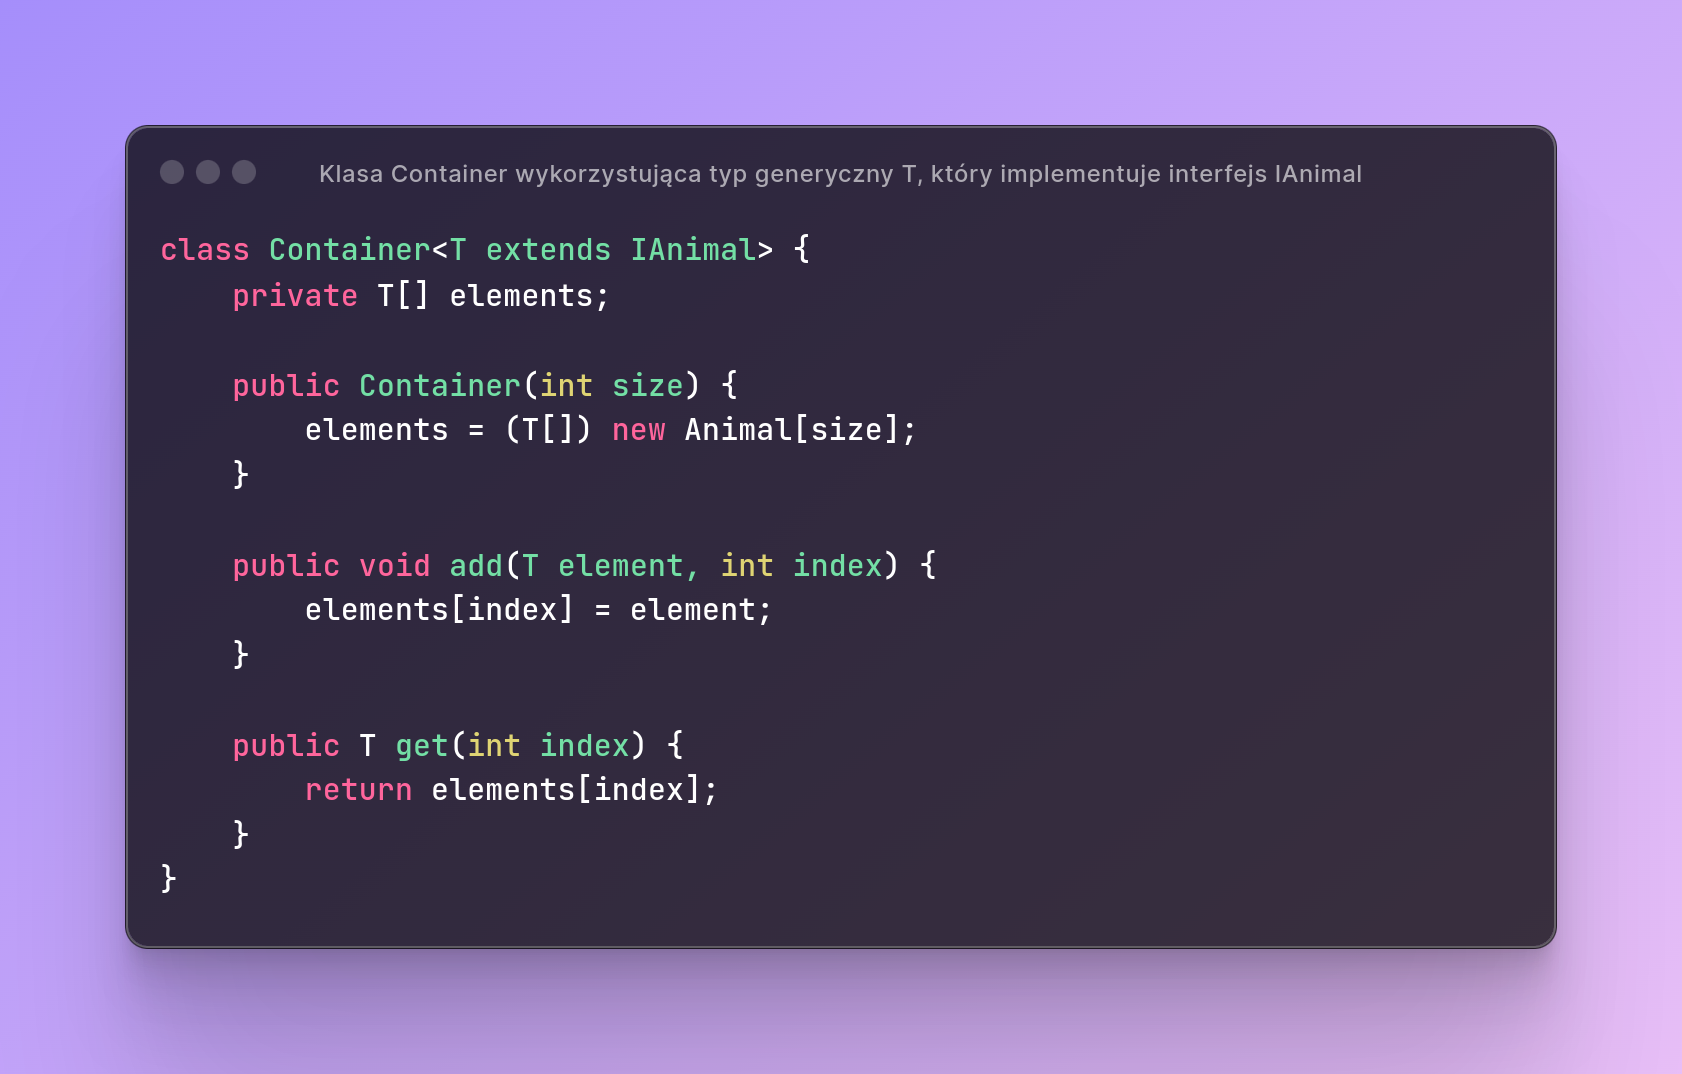 Klasa Container wykorzystująca typ generyczny T, który implementuje interfejs IAnimal
class Container<T extends IAnimal> {
    private T[] elements;

    public Container(int size) {
        elements = (T[]) new Animal[size];
    }

    public void add(T element, int index) {
        elements[index] = element;
    }

    public T get(int index) {
        return elements[index];
    }
}